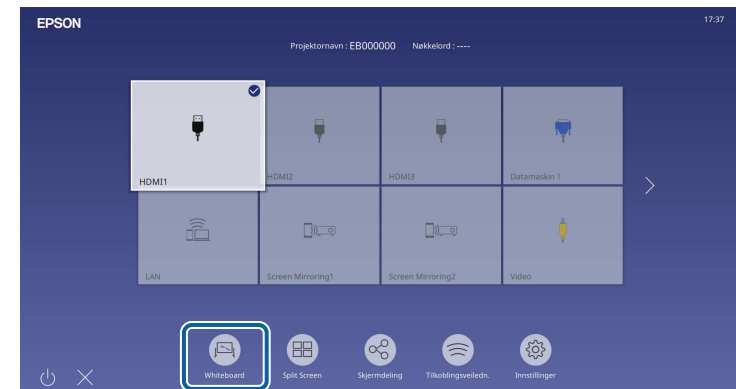 EPSON
17:37
Projektornavn : EB000000 Nøkkelord : ----
HDMI1
HDMI2
HDMI3
Datamaskin 1
LAN
Screen Mirroring1
Screen Mirroring2
Video
Whiteboard
Split Screen
Skjermdeling
Tilkoblingsveiledn.
Innstillinger